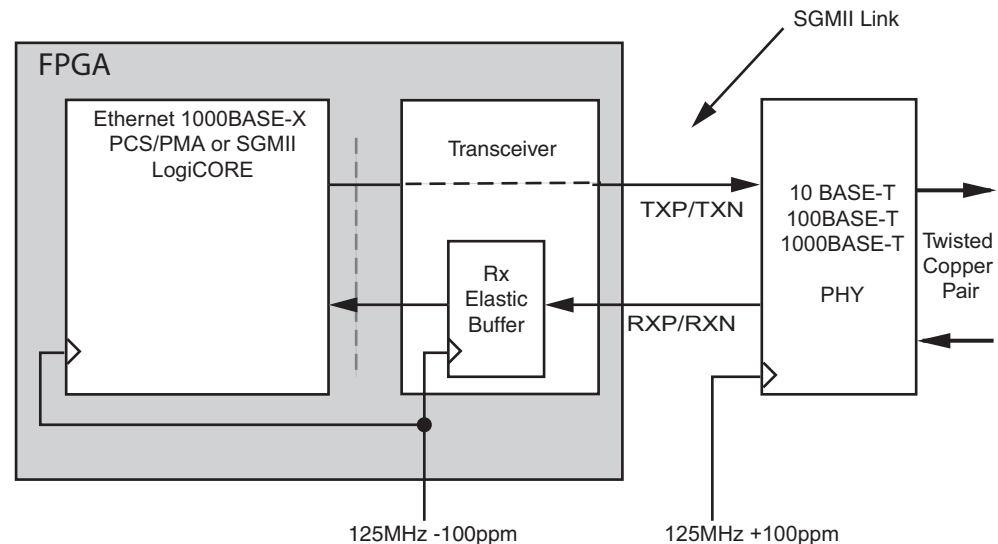 SGMII Link
FPGA
Ethernet 1000BASE-X
PCS/PMA or SGMII
LogiCORE
Transceiver
TXP/TXN
10 BASE-T
100BASE-T
1000BASE-T
PHY
Twisted
Copper
Pair
Rx
Elastic
Buffer
RXP/RXN
125MHz -100ppm
125MHz +100ppm